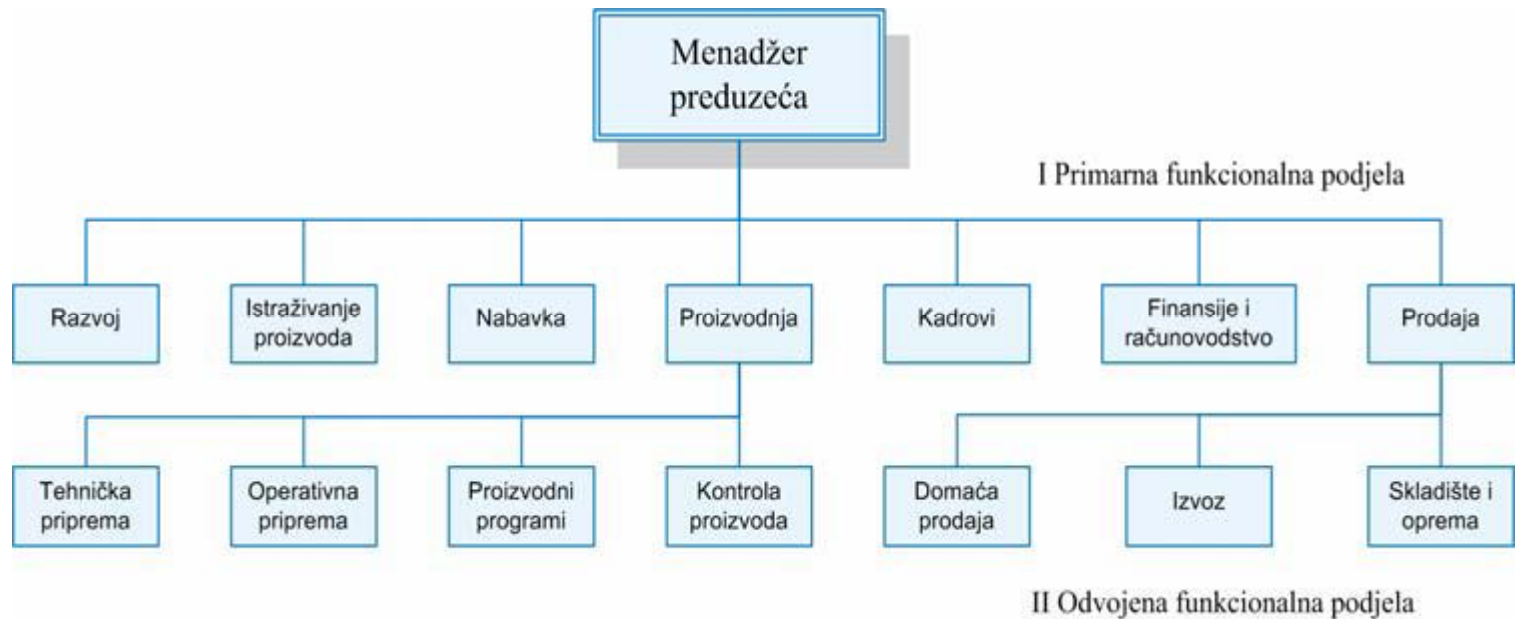 Menadžer
preduzeća
I Primarna funkcionalna podjela
Razvoj
Istraživanje
proizvoda
Nabavka
Proizvodnja
Kadrovi
Finansije i
računovodstvo
Prodaja
Tehnička
priprema
Operativna
priprema
Proizvodni
programi
Kontrola
proizvoda
Domaća
prodaja
Izvoz
Skladište i
oprema
II Odvojena funkcionalna podjela